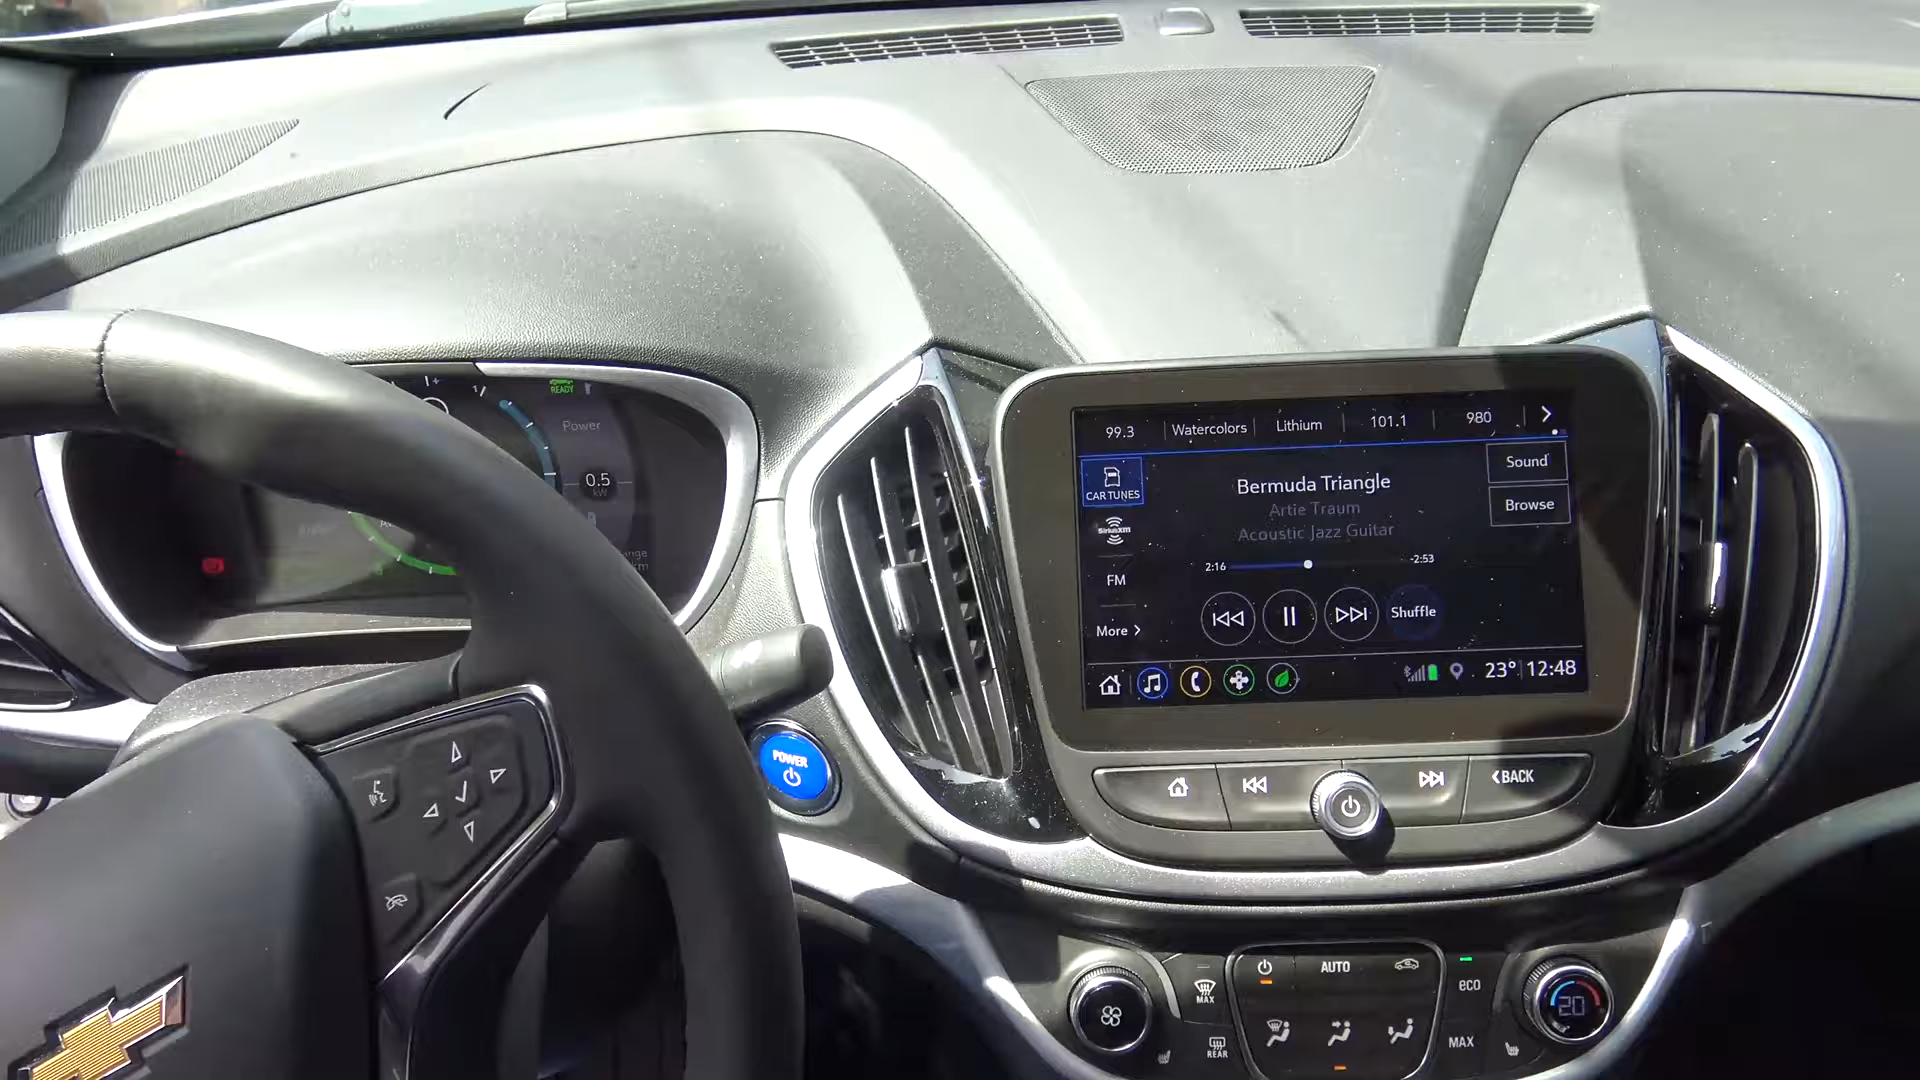 READY
Power
0.5
kW
99.3 Watercolors Lithium 101.1 980
CAR TUNES
SiriusXM
FM
More
Bermuda Triangle
Artie Traum
Acoustic Jazz Guitar
2:16 -2:53
Shuffle
Sound
Browse
23° 12:48
POWER
BACK
MAX
REAR
AUTO
eco
MAX
20